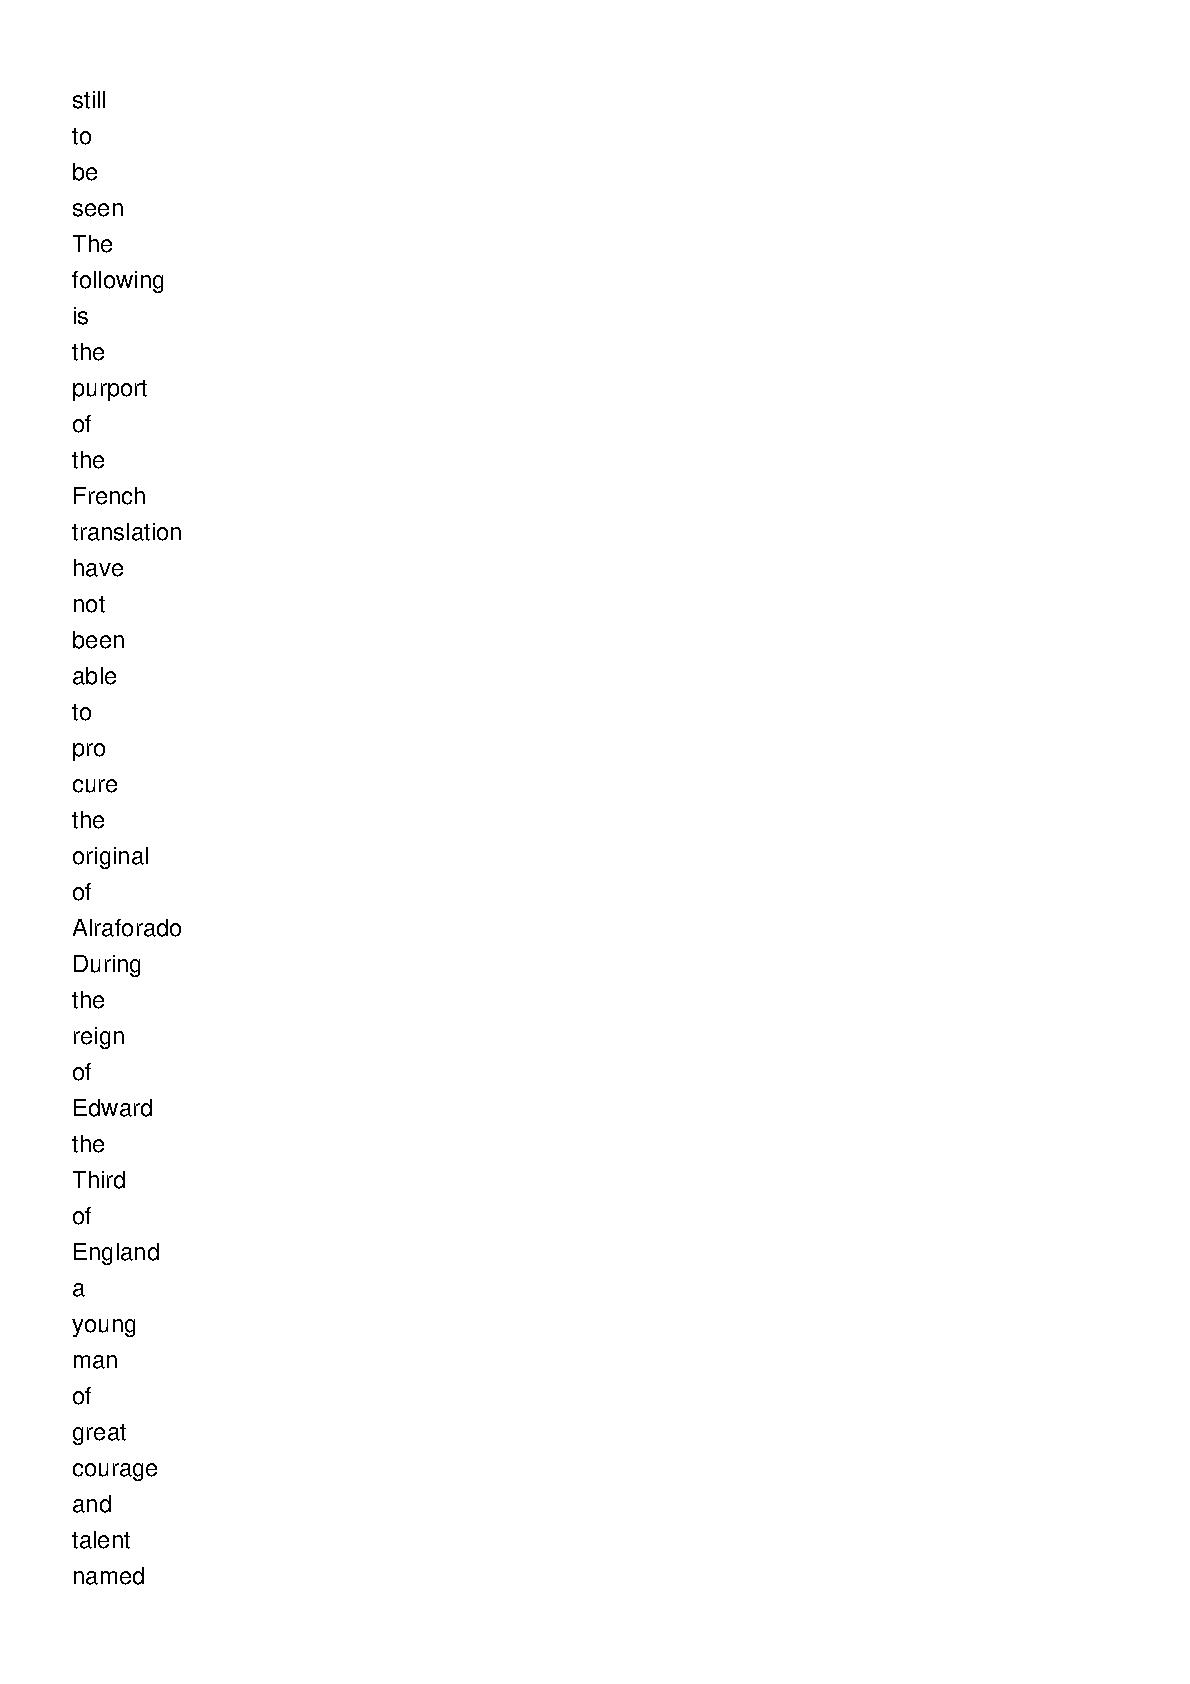 still
to
be
seen
The
following
is
the
purport
of
the
French
translation
have
not
been
able
to
pro
cure
the
original
of
Alraforado
During
the
reign
of
Edward
the
Third
of
England
a
young
man
of
great
courage
and
talent
named